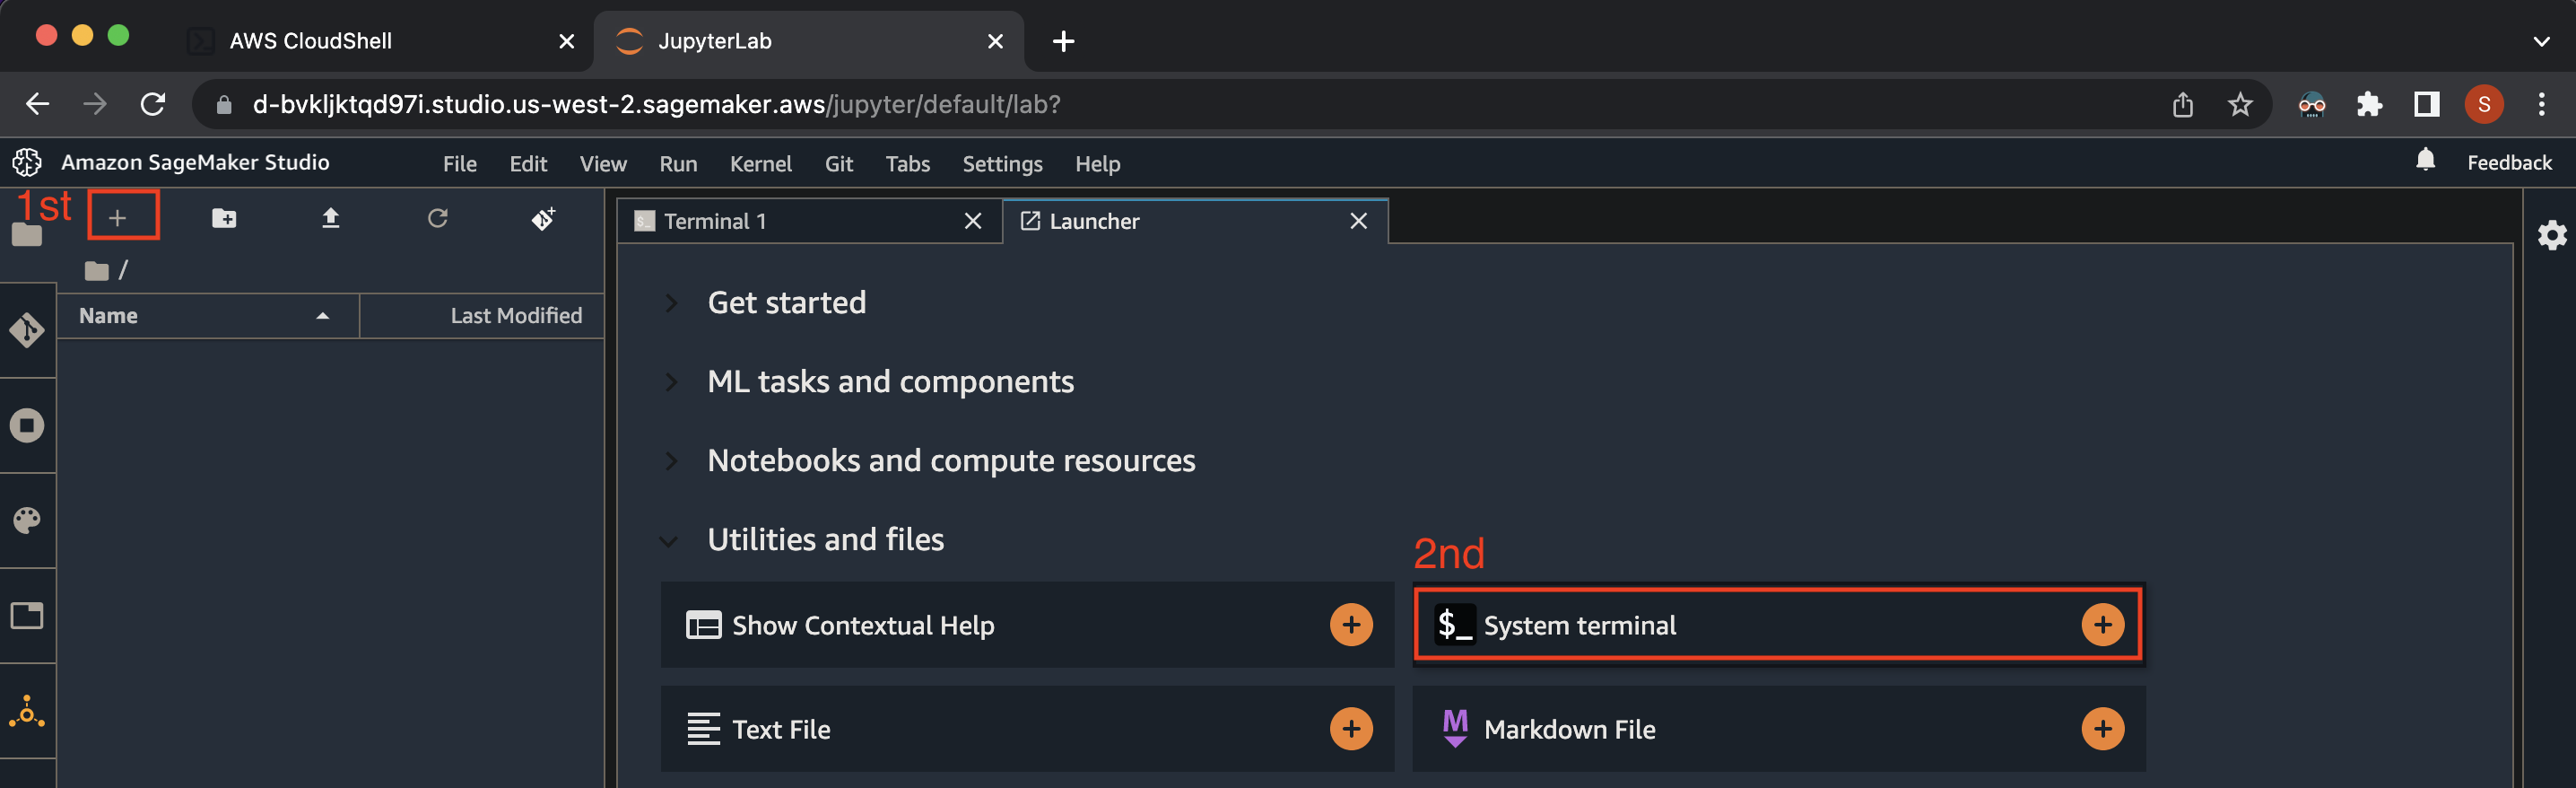 AWS CloudShell
JupyterLab
d-bvkljktqd97i.studio.us-west-2.sagemaker.aws/jupyter/default/lab?
S
Amazon SageMaker Studio File Edit View Run Kernel Git Tabs Settings Help Feedback
1st
/
Name Last Modified
$_ Terminal 1
Launcher
Get started
ML tasks and components
Notebooks and compute resources
Utilities and files
2nd
Show Contextual Help
$_ System terminal
Text File
M Markdown File